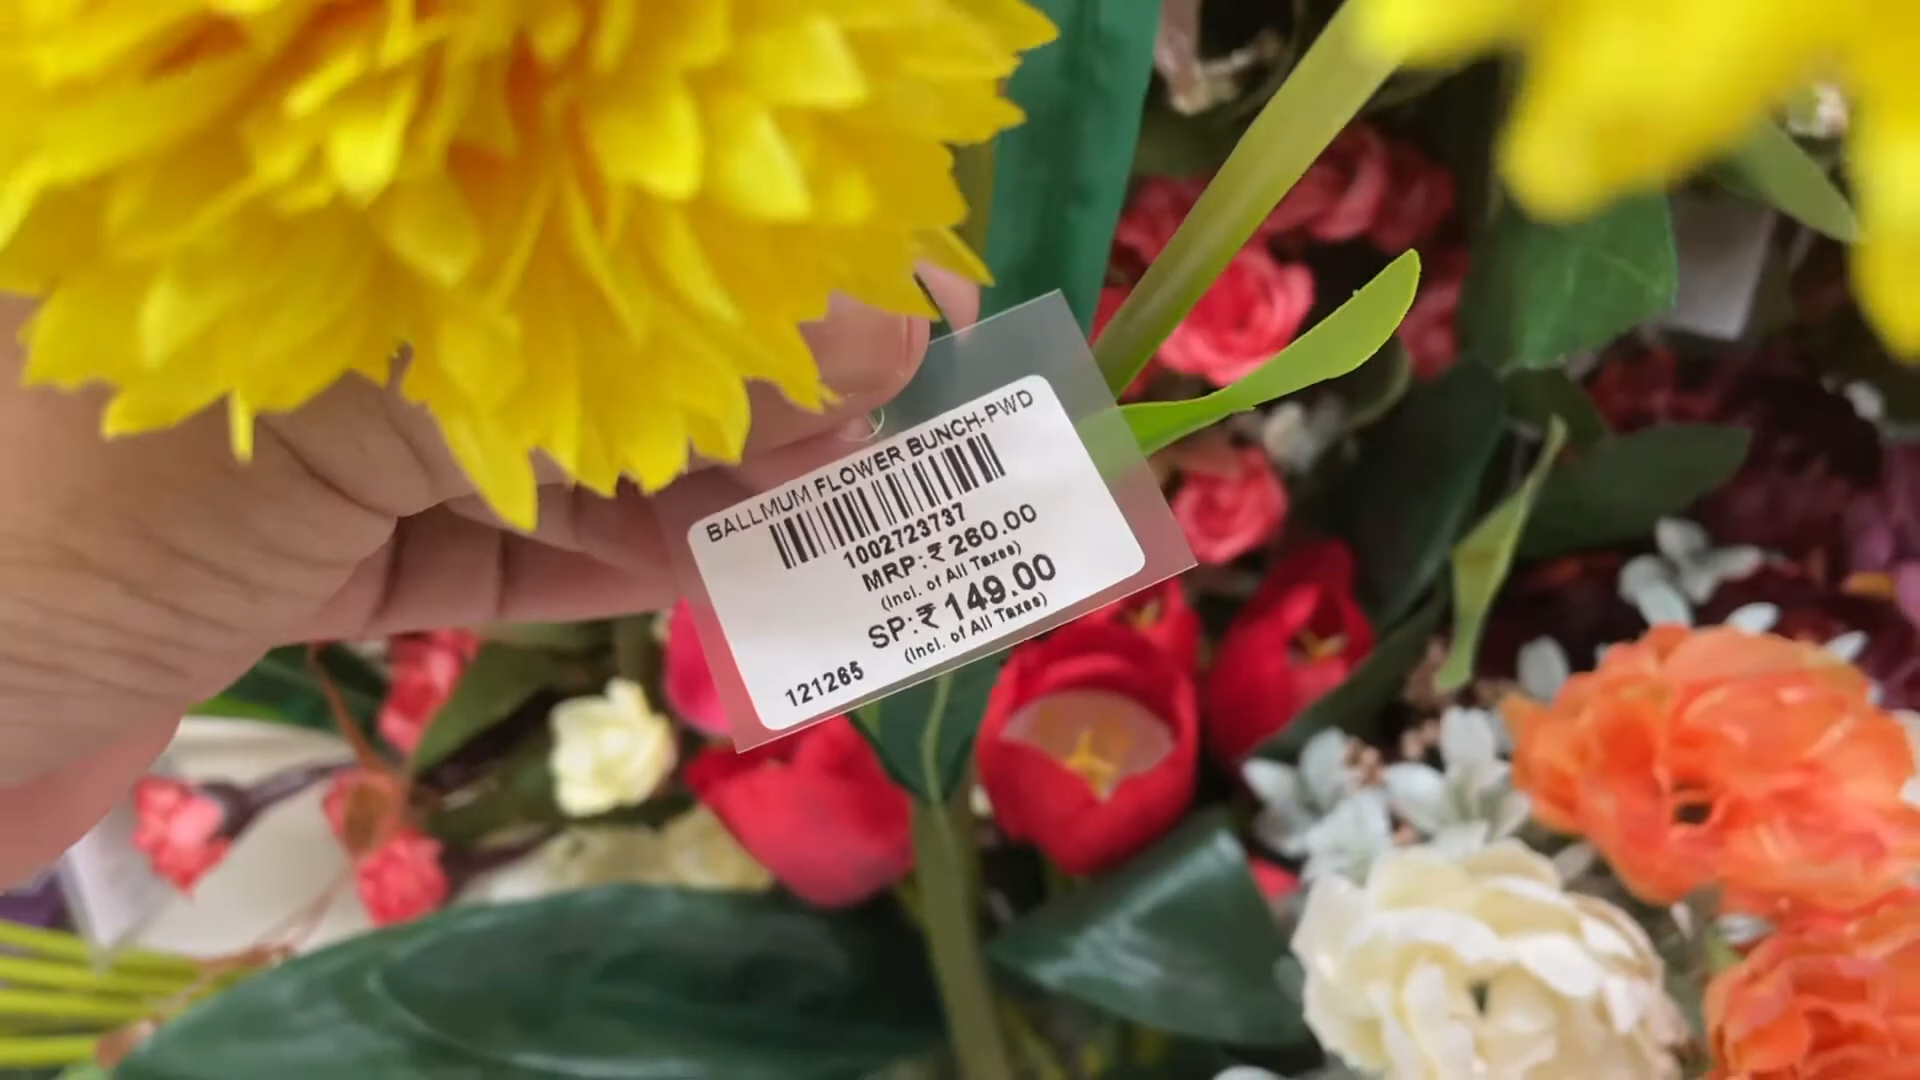 BALLMUM FLOWER BUNCH-PWD
1002723737
MRP:₹ 260.00
(Incl. of All Taxes)
SP:₹ 149.00
(Incl. of All Taxes)
121265